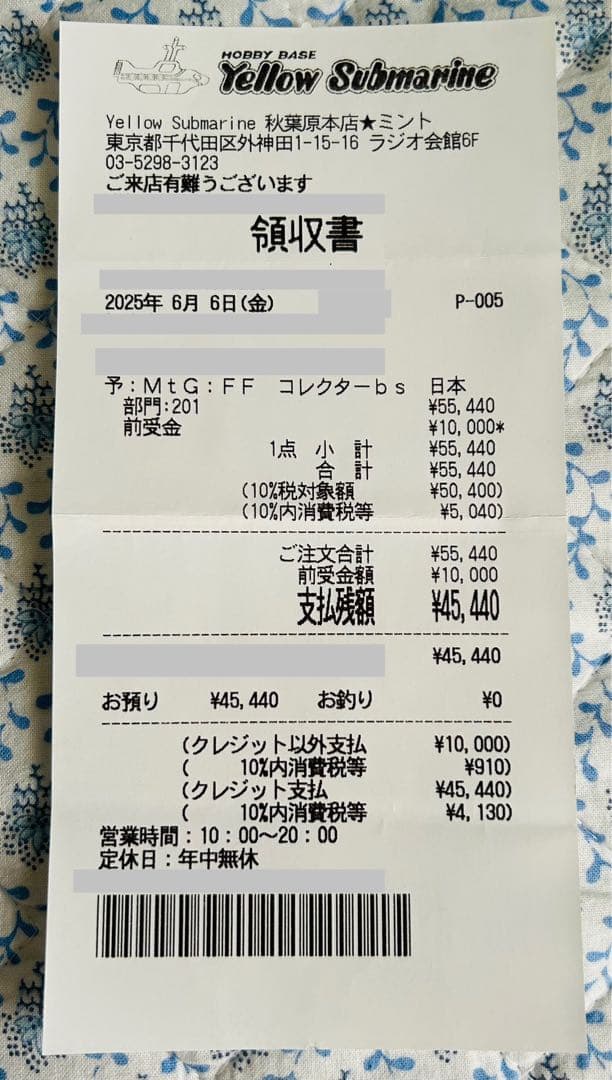 HOBBY BASE
Yellow Submarine
Yellow Submarine 秋葉原本店★ミント
東京都千代田区外神田1-15-16 ラジオ会館6F
03-5298-3123
ご来店有難うございます
領収書
2025年 6月 6日(金) P-005
予:MtG:FF コレクターbs 日本
部門:201 ¥55,440
前受金 ¥10,000*
1点 小 計 ¥55,440
合 計 ¥55,440
(10%税対象額 ¥50,400)
(10%内消費税等 ¥5,040)
ご注文合計 ¥55,440
前受金額 ¥10,000
支払残額 ¥45,440
¥45,440
お預り ¥45,440 お釣り ¥0
(クレジット以外支払 ¥10,000)
( 10%内消費税等 ¥910)
(クレジット支払 ¥45,440)
( 10%内消費税等 ¥4,130)
営業時間:10:00～20:00
定休日:年中無休